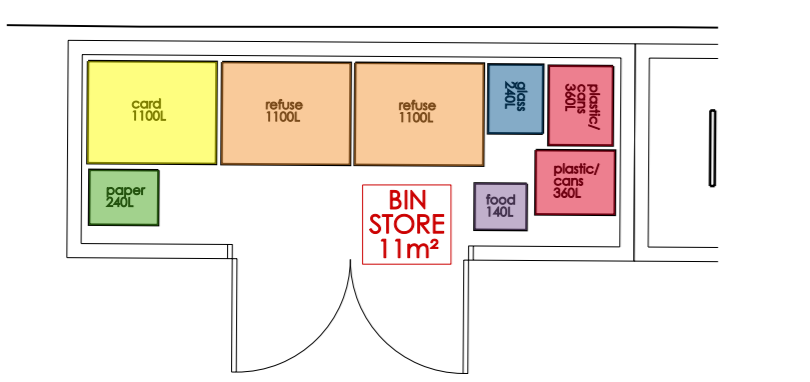 card
1100L
refuse
1100L
refuse
1100L
glass
240L
plastic/
cans
360L
paper
240L
BIN
STORE
11m²
food
140L
plastic/
cans
360L